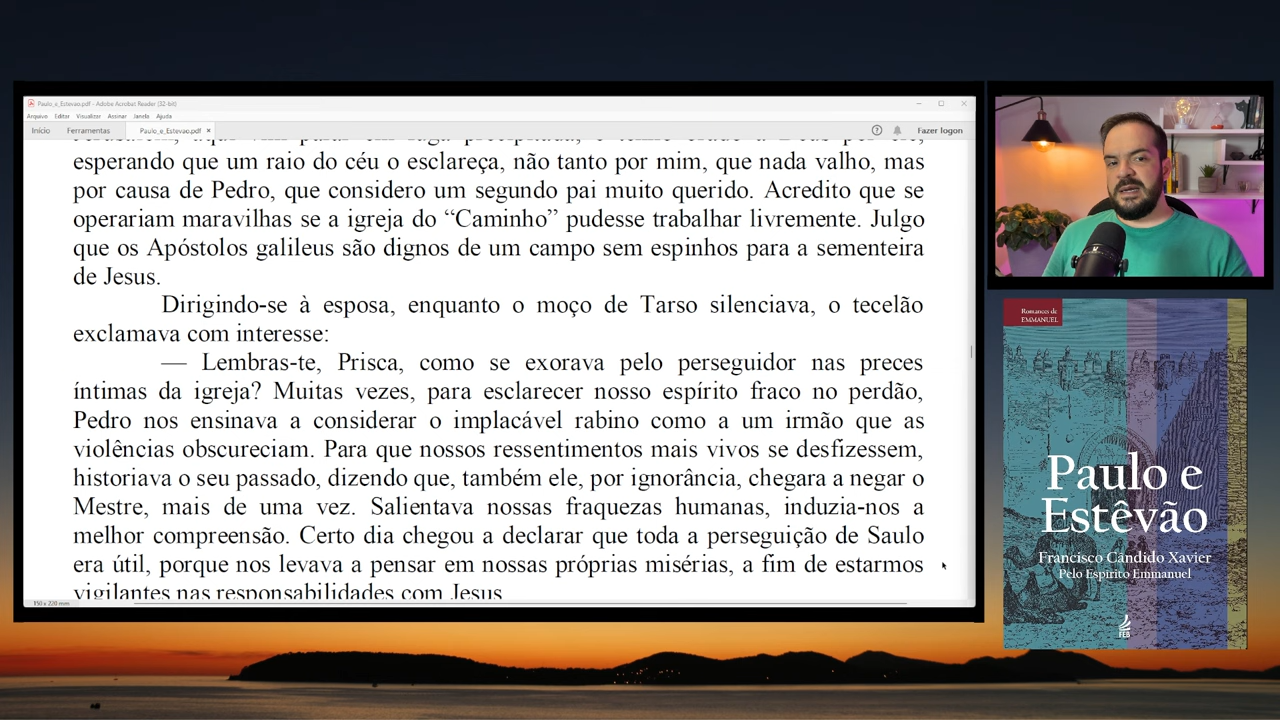 Paulo_e_Estevao.pdf - Adobe Acrobat Reader (32-bit)
Arquivo Editar Visualizar Assinar Janela Ajuda
Início Ferramentas Paulo_e_Estevao.pdf × Fazer logon
esperando que um raio do céu o esclareça, não tanto por mim, que nada valho, mas
por causa de Pedro, que considero um segundo pai muito querido. Acredito que se
operariam maravilhas se a igreja do “Caminho” pudesse trabalhar livremente. Julgo
que os Apóstolos galileus são dignos de um campo sem espinhos para a sementeira
de Jesus.
Dirigindo-se à esposa, enquanto o moço de Tarso silenciava, o tecelão
exclamava com interesse:
— Lembras-te, Prisca, como se exorava pelo perseguidor nas preces
íntimas da igreja? Muitas vezes, para esclarecer nosso espírito fraco no perdão,
Pedro nos ensinava a considerar o implacável rabino como a um irmão que as
violências obscureciam. Para que nossos ressentimentos mais vivos se desfizessem,
historiava o seu passado, dizendo que, também ele, por ignorância, chegara a negar o
Mestre, mais de uma vez. Salientava nossas fraquezas humanas, induzia-nos a
melhor compreensão. Certo dia chegou a declarar que toda a perseguição de Saulo
era útil, porque nos levava a pensar em nossas próprias misérias, a fim de estarmos
vigilantes nas responsabilidades com Jesus
150 x 220 mm
Romances de
EMMANUEL
Paulo e
Estêvão
Francisco Cândido Xavier
Pelo Espírito Emmanuel
FEB